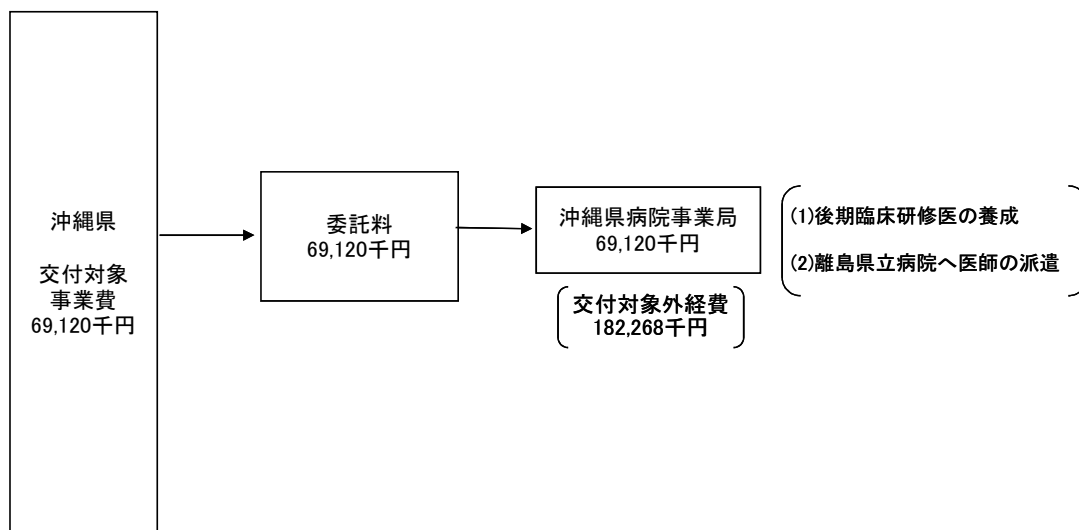 沖縄県
交付対象
事業費
69,120千円
委託料
69,120千円
沖縄県病院事業局
69,120千円
交付対象外経費
182,268千円
(1)後期臨床研修医の養成
(2)離島県立病院へ医師の派遣